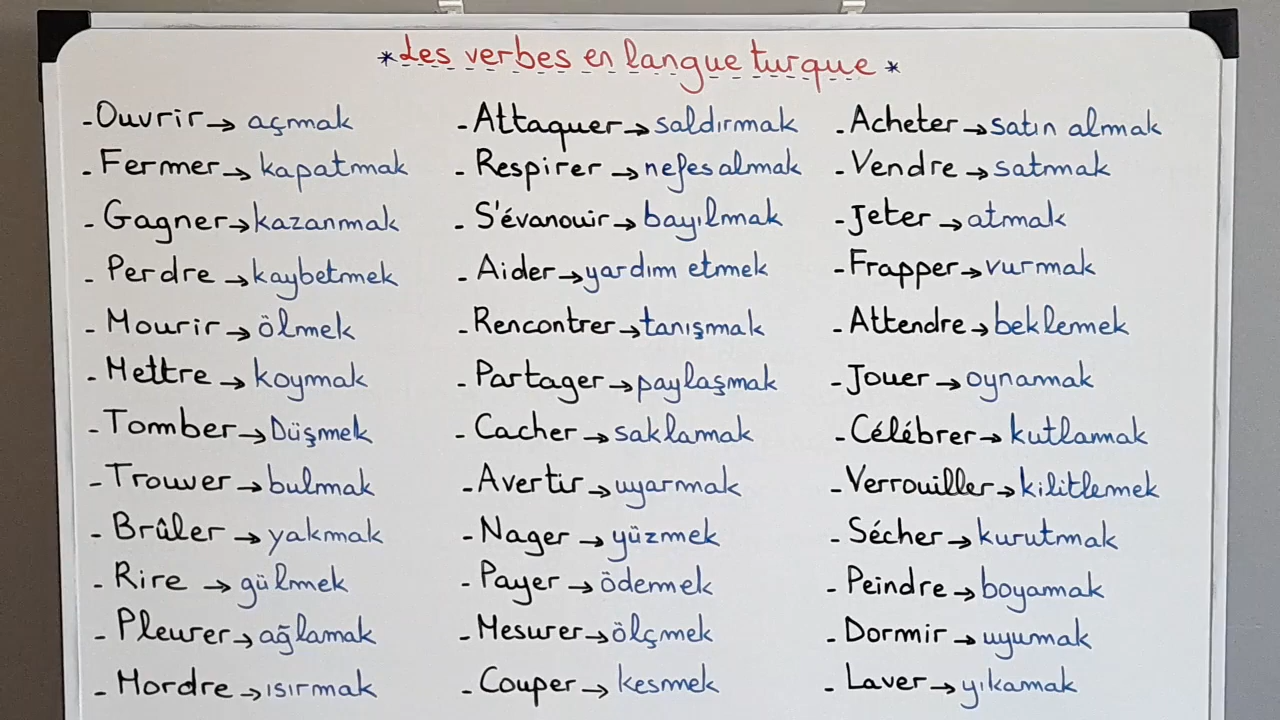 *Les verbes en langue turque*
- Ouvrir → açmak
- Fermer → kapatmak
- Gagner → kazanmak
- Perdre → kaybetmek
- Mourir → ölmek
- Mettre → koymak
- Tomber → Düşmek
- Trouver → bulmak
- Brûler → yakmak
- Rire → gülmek
- Pleurer → ağlamak
- Mordre → ısırmak
- Attaquer → saldırmak
- Respirer → nefes almak
- S'évanouir → bayılmak
- Aider → yardım etmek
- Rencontrer → tanışmak
- Partager → paylaşmak
- Cacher → saklamak
- Avertir → uyarmak
- Nager → yüzmek
- Payer → ödemek
- Mesurer → ölçmek
- Couper → kesmek
- Acheter → satın almak
- Vendre → satmak
- Jeter → atmak
- Frapper → vurmak
- Attendre → beklemek
- Jouer → oynamak
- Célébrer → kutlamak
- Verrouiller → kilitlemek
- Sécher → kurutmak
- Peindre → boyamak
- Dormir → uyumak
- Laver → yıkamak